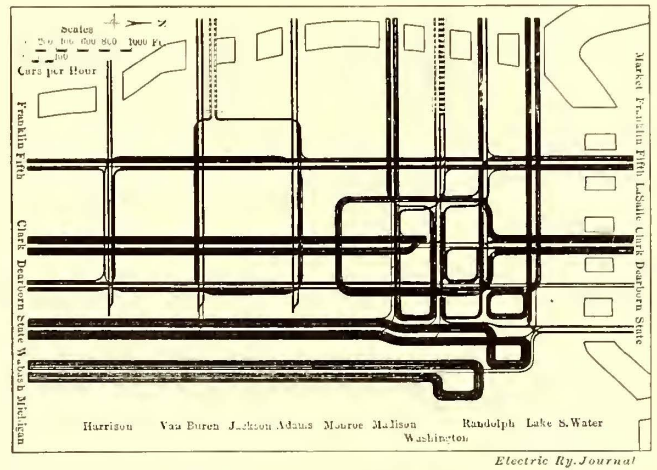 N
Scales
200 400 600 800 1000 Ft.
100
Cars per Hour
Franklin Fifth
Clark Dearborn State Wabash Michigan
Market Franklin Fifth LaSalle Clark Dearborn State
Harrison Van Buren Jackson Adams Monroe Madison Randolph Lake S. Water
Washington
Electric Ry. Journal